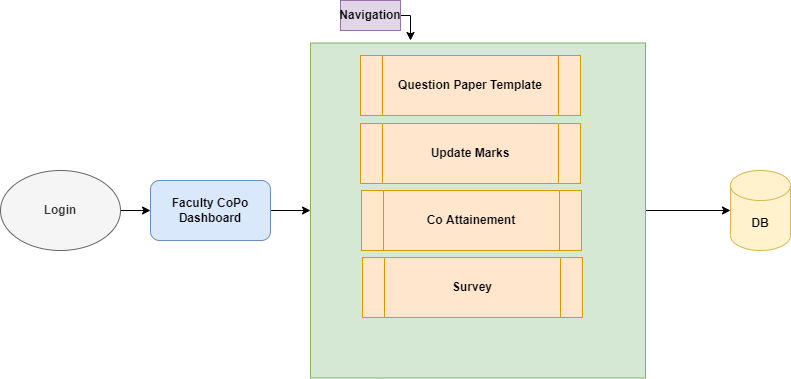 Navigation
Question Paper Template
Update Marks
Login
Faculty CoPo
Dashboard
Co Attainement
DB
Survey